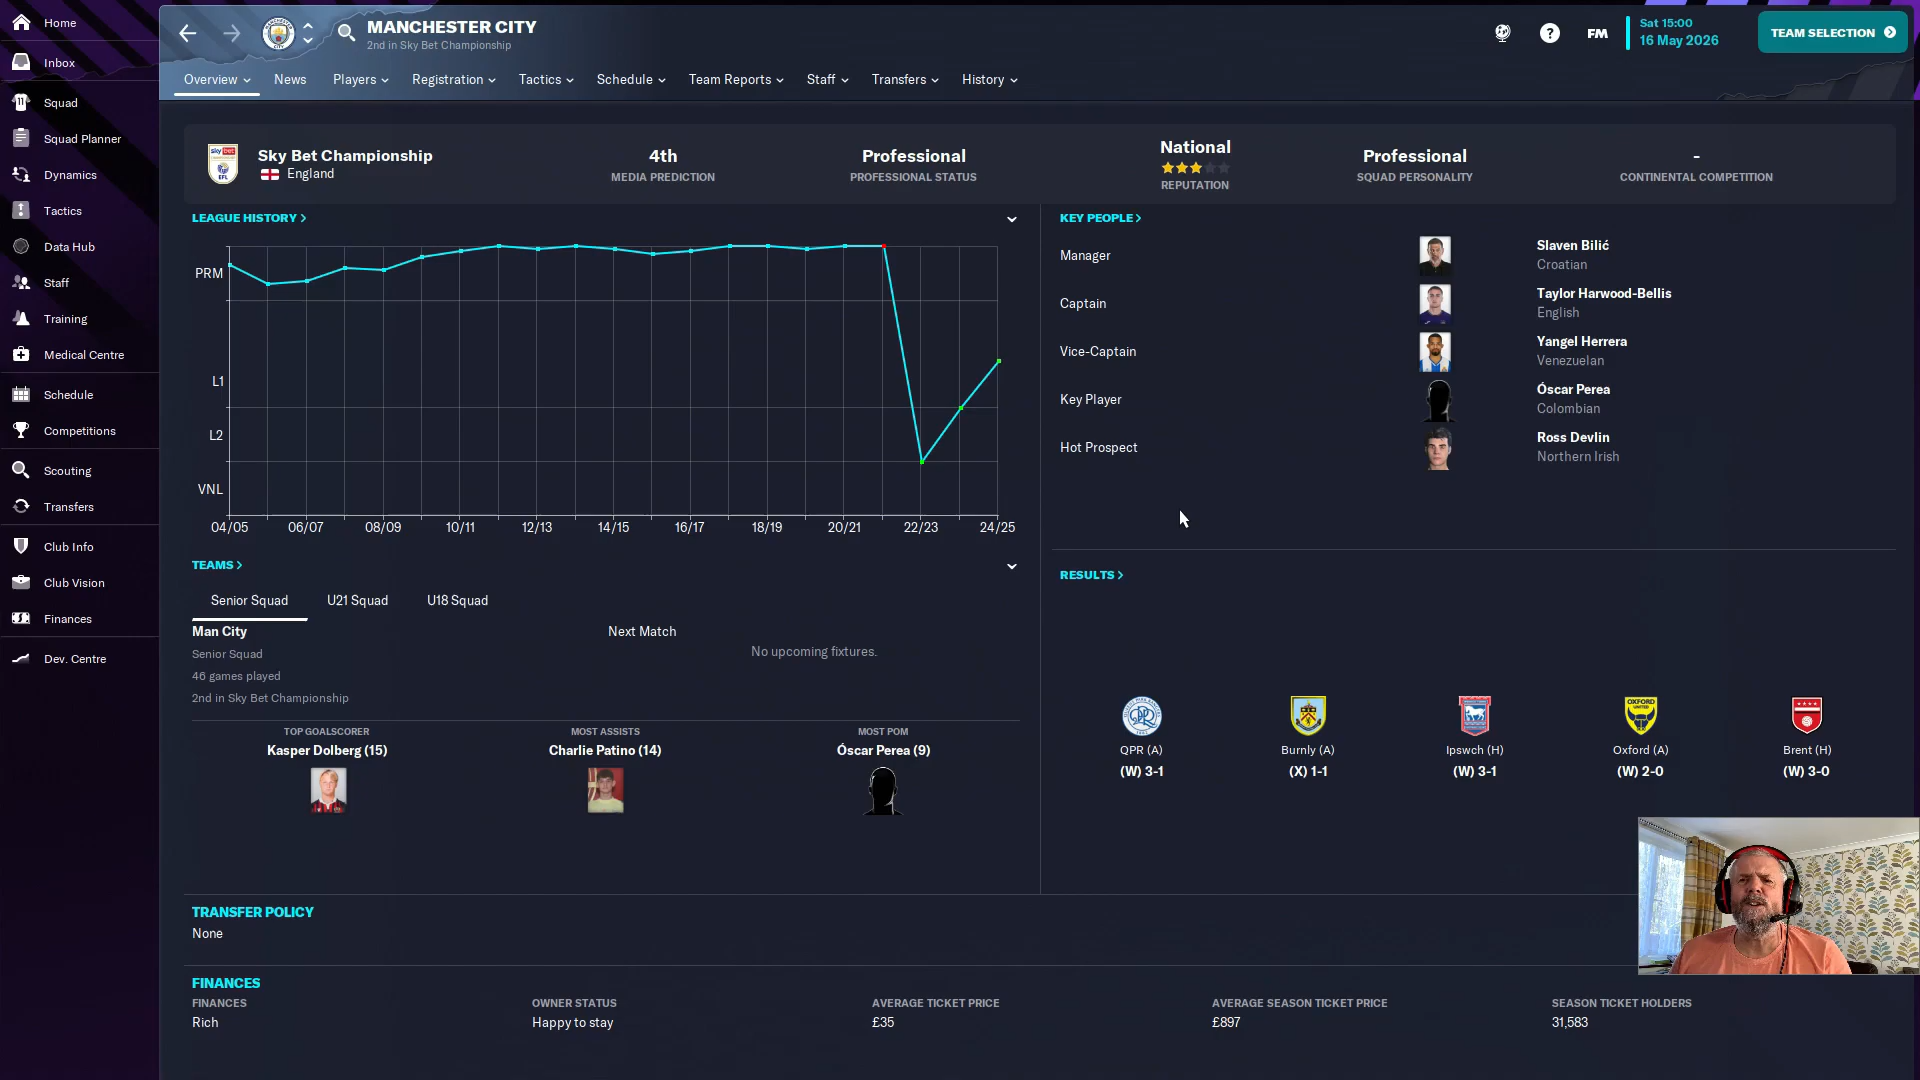 Home
Inbox
Squad
Squad Planner
Dynamics
Tactics
Data Hub
Staff
Training
Medical Centre
Schedule
Competitions
Scouting
Transfers
Club Info
Club Vision
Finances
Dev. Centre
MANCHESTER CITY
2nd in Sky Bet Championship
FM
Sat 15:00
16 May 2026
TEAM SELECTION
Overview News Players Registration Tactics Schedule Team Reports Staff Transfers History
Sky Bet Championship
England
4th
MEDIA PREDICTION
Professional
PROFESSIONAL STATUS
National
REPUTATION
Professional
SQUAD PERSONALITY
-
CONTINENTAL COMPETITION
LEAGUE HISTORY >
PRM
L1
L2
VNL
04/05 06/07 08/09 10/11 12/13 14/15 16/17 18/19 20/21 22/23 24/25
KEY PEOPLE >
Manager
Slaven Bilić
Croatian
Captain
Taylor Harwood-Bellis
English
Vice-Captain
Yangel Herrera
Venezuelan
Key Player
Óscar Perea
Colombian
Hot Prospect
Ross Devlin
Northern Irish
TEAMS >
Senior Squad U21 Squad U18 Squad
Man City
Senior Squad
46 games played
2nd in Sky Bet Championship
Next Match
No upcoming fixtures.
TOP GOALSCORER
Kasper Dolberg (15)
MOST ASSISTS
Charlie Patino (14)
MOST POM
Óscar Perea (9)
RESULTS >
QPR (A)
(W) 3-1
Burnly (A)
(X) 1-1
Ipswch (H)
(W) 3-1
Oxford (A)
(W) 2-0
Brent (H)
(W) 3-0
TRANSFER POLICY
None
FINANCES
FINANCES
Rich
OWNER STATUS
Happy to stay
AVERAGE TICKET PRICE
£35
AVERAGE SEASON TICKET PRICE
£897
SEASON TICKET HOLDERS
31,583